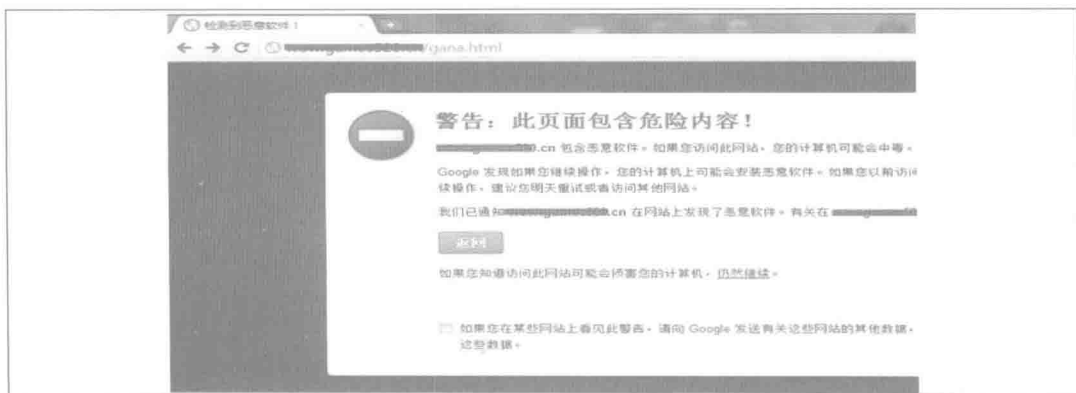 检测到恶意软件！
/gana.html
警告：此页面包含危险内容！
.cn 包含恶意软件。如果您访问此网站，您的计算机可能会中毒。
Google 发现如果您继续操作，您的计算机上可能会安装恶意软件。如果您以前访问
续操作，建议您明天重试或者访问其他网站。
我们已通知 .cn 在网站上发现了恶意软件。有关在
返回
如果您知道访问此网站可能会损害您的计算机，仍然继续。
如果您在某些网站上看见此警告，请向 Google 发送有关这些网站的其他数据，
这些数据。